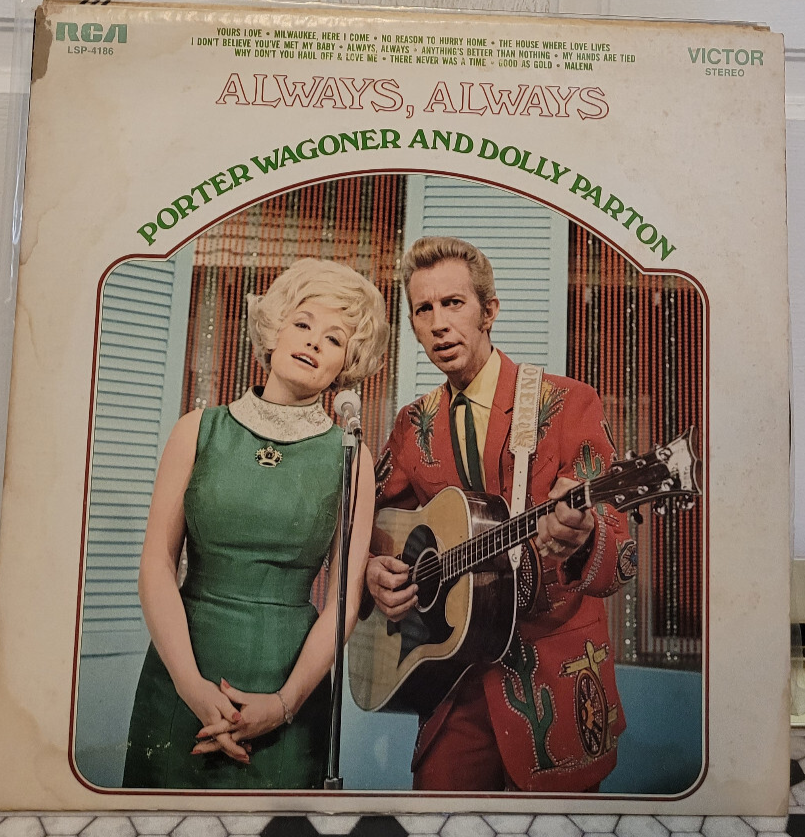 RCA
LSP-4186
YOURS LOVE • MILWAUKEE, HERE I COME • NO REASON TO HURRY HOME • THE HOUSE WHERE LOVE LIVES
I DON'T BELIEVE YOU'VE MET MY BABY • ALWAYS, ALWAYS • ANYTHING'S BETTER THAN NOTHING • MY HANDS ARE TIED
WHY DON'T YOU HAUL OFF & LOVE ME • THERE NEVER WAS A TIME • GOOD AS GOLD • MALENA
VICTOR
STEREO
ALWAYS, ALWAYS
PORTER WAGONER AND DOLLY PARTON